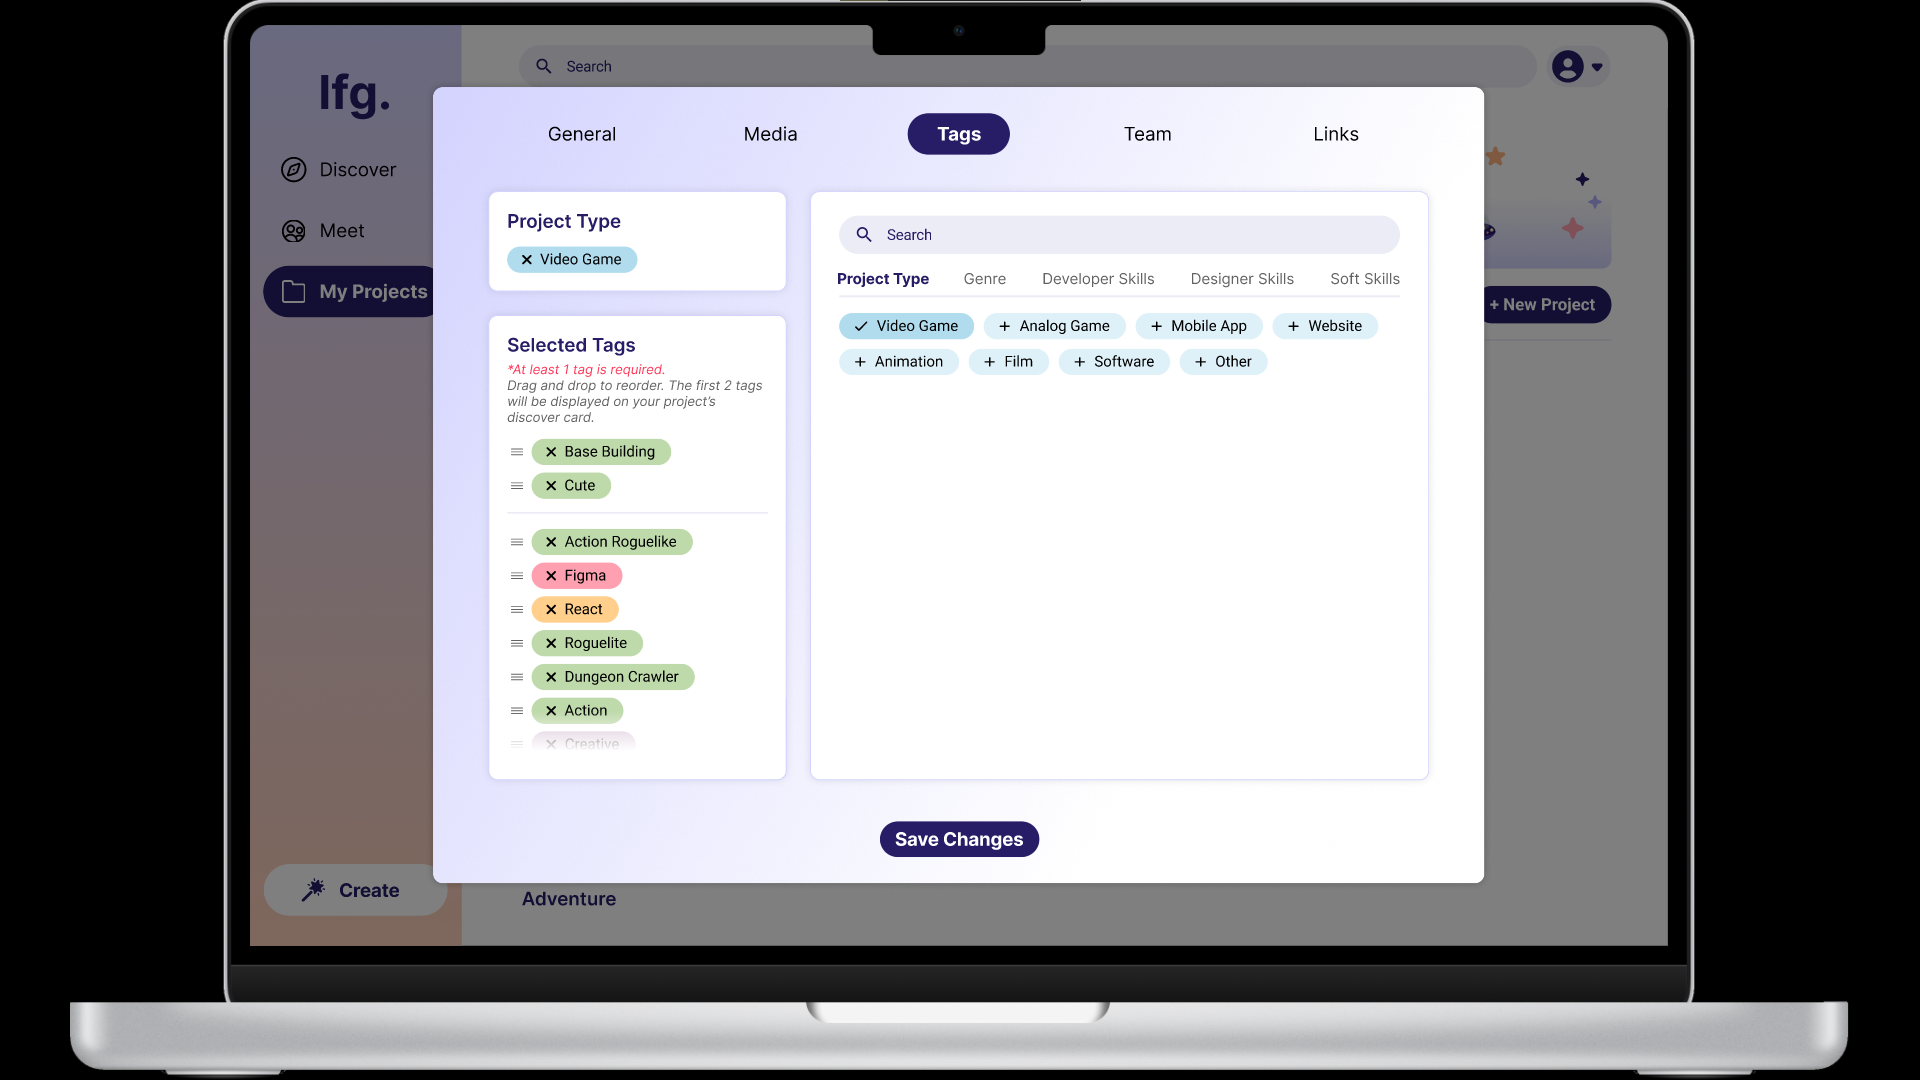 lfg.
Search
Discover
Meet
My Projects
Create
General
Media
Tags
Team
Links
Project Type
Video Game
Selected Tags
*At least 1 tag is required.
Drag and drop to reorder. The first 2 tags
will be displayed on your project's
discover card.
Base Building
Cute
Action Roguelike
Figma
React
Roguelite
Dungeon Crawler
Action
Creative
Search
Project Type Genre Developer Skills Designer Skills Soft Skills
Video Game + Analog Game + Mobile App + Website
+ Animation + Film + Software + Other
Save Changes
+ New Project
Adventure